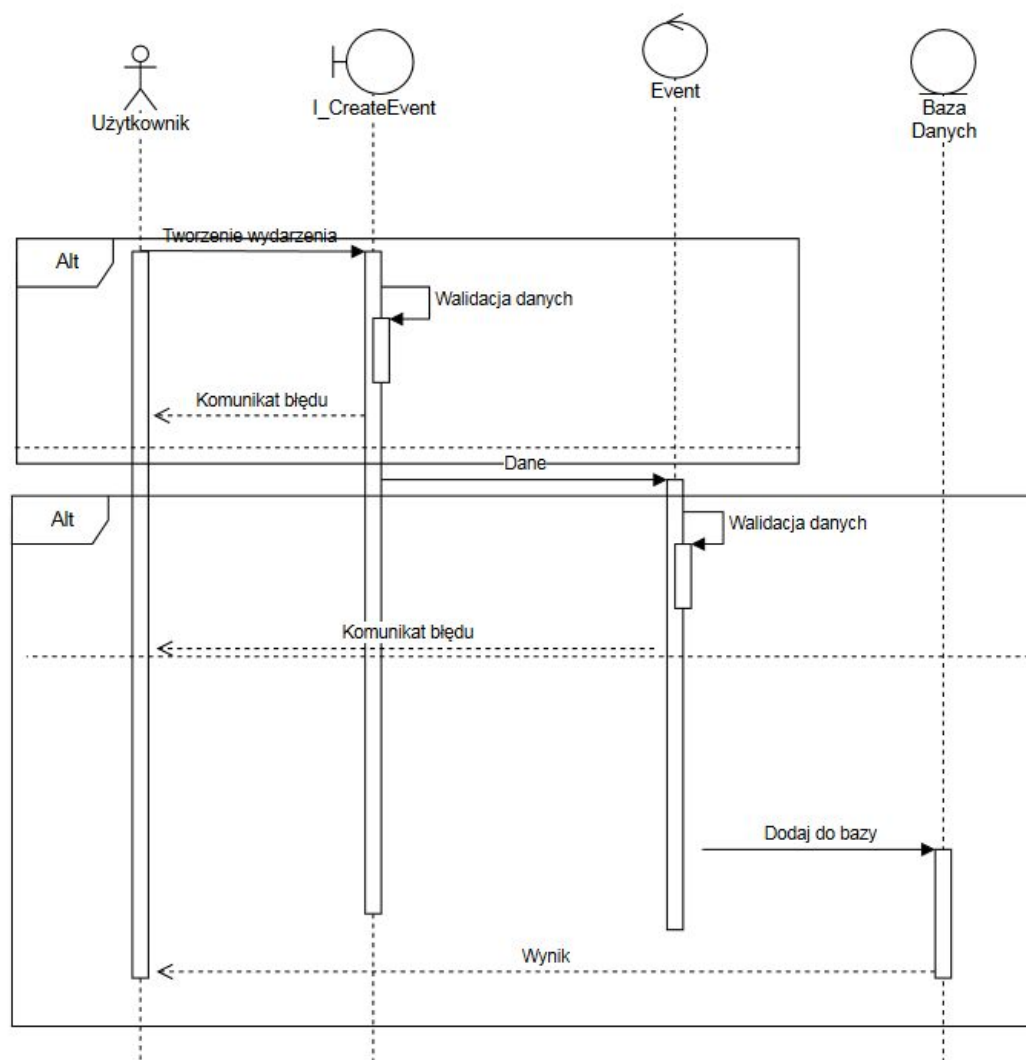 Użytkownik
I_CreateEvent
Event
Baza
Danych
Alt
Tworzenie wydarzenia
Walidacja danych
Komunikat błędu
Dane
Alt
Walidacja danych
Komunikat błędu
Dodaj do bazy
Wynik